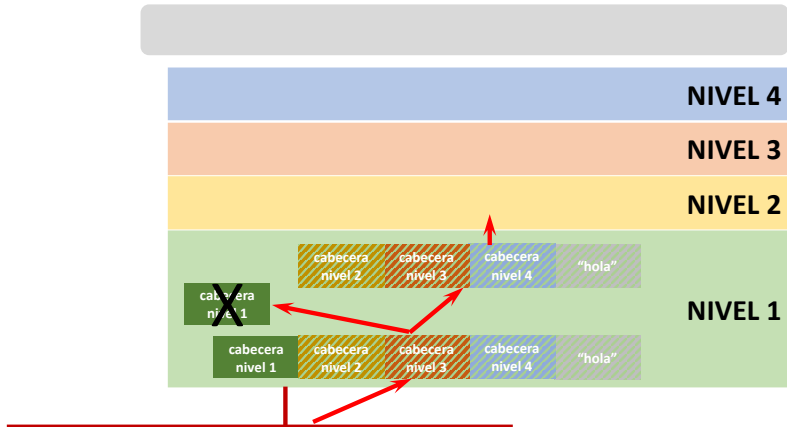 NIVEL 4
NIVEL 3
NIVEL 2
cabecera
nivel 2
cabecera
nivel 3
cabecera
nivel 4
“hola”
cabecera
nivel 1
X
NIVEL 1
cabecera
nivel 1
cabecera
nivel 2
cabecera
nivel 3
cabecera
nivel 4
“hola”